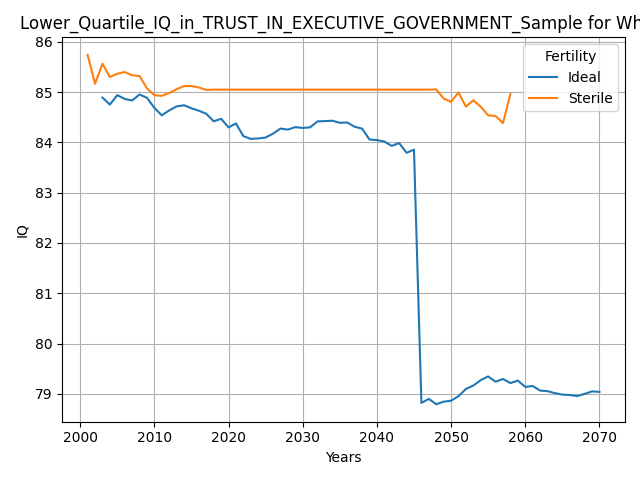 Lower_Quartile_IQ_in_TRUST_IN_EXECUTIVE_GOVERNMENT_Sample for Wh
86
85
84
83
82
81
80
79
IQ
Fertility
Ideal
Sterile
2000 2010 2020 2030 2040 2050 2060 2070
Years